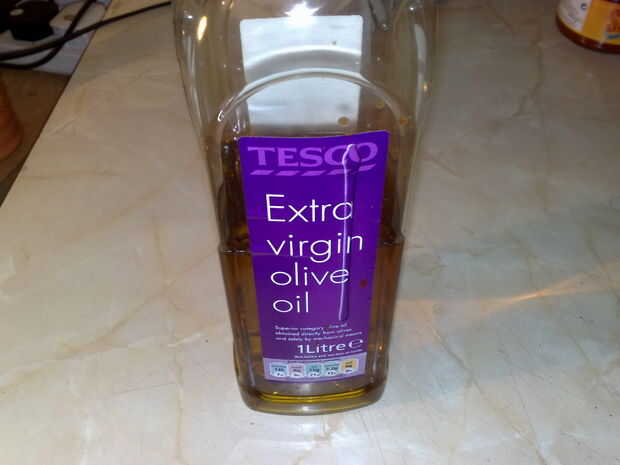 TESCO
Extra
virgin
olive
oil
Superior category olive oil
obtained directly from olives
and solely by mechanical means
1Litre e